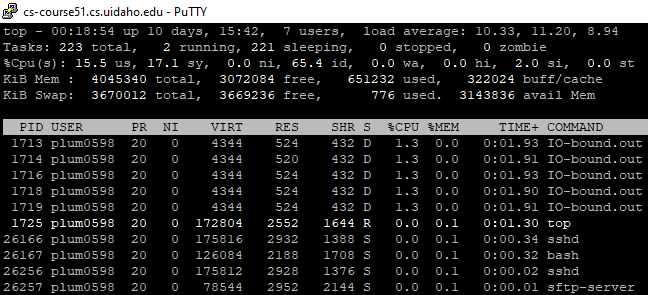 cs-course51.cs.uidaho.edu - PuTTY
top - 00:18:54 up 10 days, 15:42, 7 users, load average: 10.33, 11.20, 8.94
Tasks: 223 total, 2 running, 221 sleeping, 0 stopped, 0 zombie
%Cpu(s): 15.5 us, 17.1 sy, 0.0 ni, 65.4 id, 0.0 wa, 0.0 hi, 2.0 si, 0.0 st
KiB Mem : 4045340 total, 3072084 free, 651232 used, 322024 buff/cache
KiB Swap: 3670012 total, 3669236 free, 776 used. 3143836 avail Mem
PID USER PR NI VIRT RES SHR S %CPU %MEM TIME+ COMMAND
1713 plum0598 20 0 4344 524 432 D 1.3 0.0 0:01.93 IO-bound.out
1714 plum0598 20 0 4344 520 432 D 1.3 0.0 0:01.91 IO-bound.out
1716 plum0598 20 0 4344 524 432 D 1.3 0.0 0:01.93 IO-bound.out
1718 plum0598 20 0 4344 524 432 D 1.3 0.0 0:01.90 IO-bound.out
1719 plum0598 20 0 4344 524 432 D 1.3 0.0 0:01.91 IO-bound.out
1725 plum0598 20 0 172804 2552 1644 R 0.0 0.1 0:01.30 top
26166 plum0598 20 0 175816 2932 1388 S 0.0 0.1 0:00.34 sshd
26167 plum0598 20 0 126084 2188 1708 S 0.0 0.1 0:00.32 bash
26256 plum0598 20 0 175812 2928 1376 S 0.0 0.1 0:00.02 sshd
26257 plum0598 20 0 78544 2952 2144 S 0.0 0.1 0:00.01 sftp-server